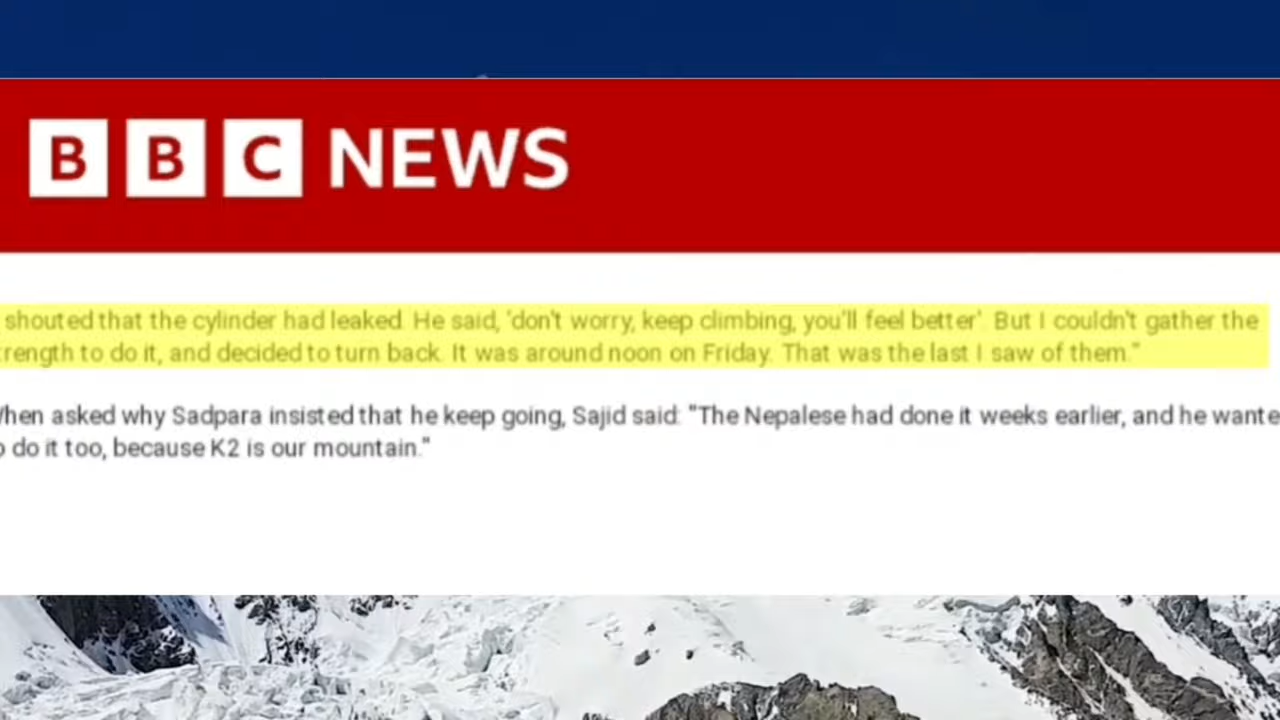 BBC NEWS
shouted that the cylinder had leaked. He said, 'don't worry, keep climbing, you'll feel better'. But I couldn't gather the
rength to do it, and decided to turn back. It was around noon on Friday. That was the last I saw of them."
hen asked why Sadpara insisted that he keep going, Sajid said: "The Nepalese had done it weeks earlier, and he wante
o do it too, because K2 is our mountain."